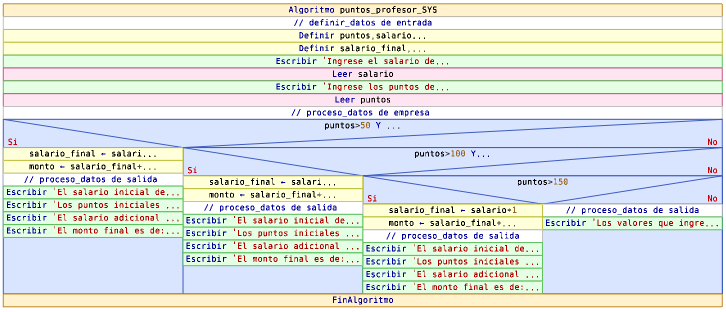 Algoritmo puntos_profesor_SYS
// definir_datos de entrada
Definir puntos,salario...
Definir salario_final,...
Escribir 'Ingrese el salario de...
Leer salario
Escribir 'Ingrese los puntos de...
Leer puntos
// proceso_datos de empresa
puntos>50 Y ...
Si
No
salario_final ← salari...
monto ← salario_final+...
// proceso_datos de salida
Escribir 'El salario inicial de...
Escribir 'Los puntos iniciales ...
Escribir 'El salario adicional ...
Escribir 'El monto final es de:...
puntos>100 Y...
Si
No
salario_final ← salari...
monto ← salario_final+...
// proceso_datos de salida
Escribir 'El salario inicial de...
Escribir 'Los puntos iniciales ...
Escribir 'El salario adicional ...
Escribir 'El monto final es de:...
puntos>150
Si
No
salario_final ← salario*1
monto ← salario_final+...
// proceso_datos de salida
Escribir 'El salario inicial de...
Escribir 'Los puntos iniciales ...
Escribir 'El salario adicional ...
Escribir 'El monto final es de:...
// proceso_datos de salida
Escribir 'Los valores que ingre...
FinAlgoritmo